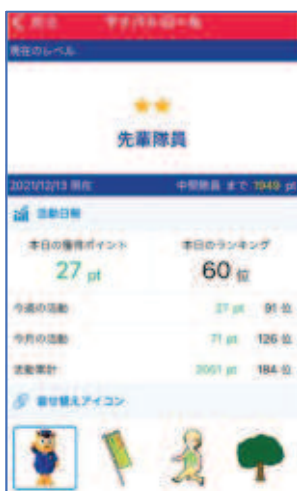 現在のレベル
先輩隊員
2021/12/13 現在 中堅隊員 まで 1949 pt
活動日報
本日の獲得ポイント 本日のランキング
27 pt 60 位
今週の活動 27 pt 91 位
今月の活動 71 pt 126 位
活動累計 2051 pt 184 位
着せ替えアイコン